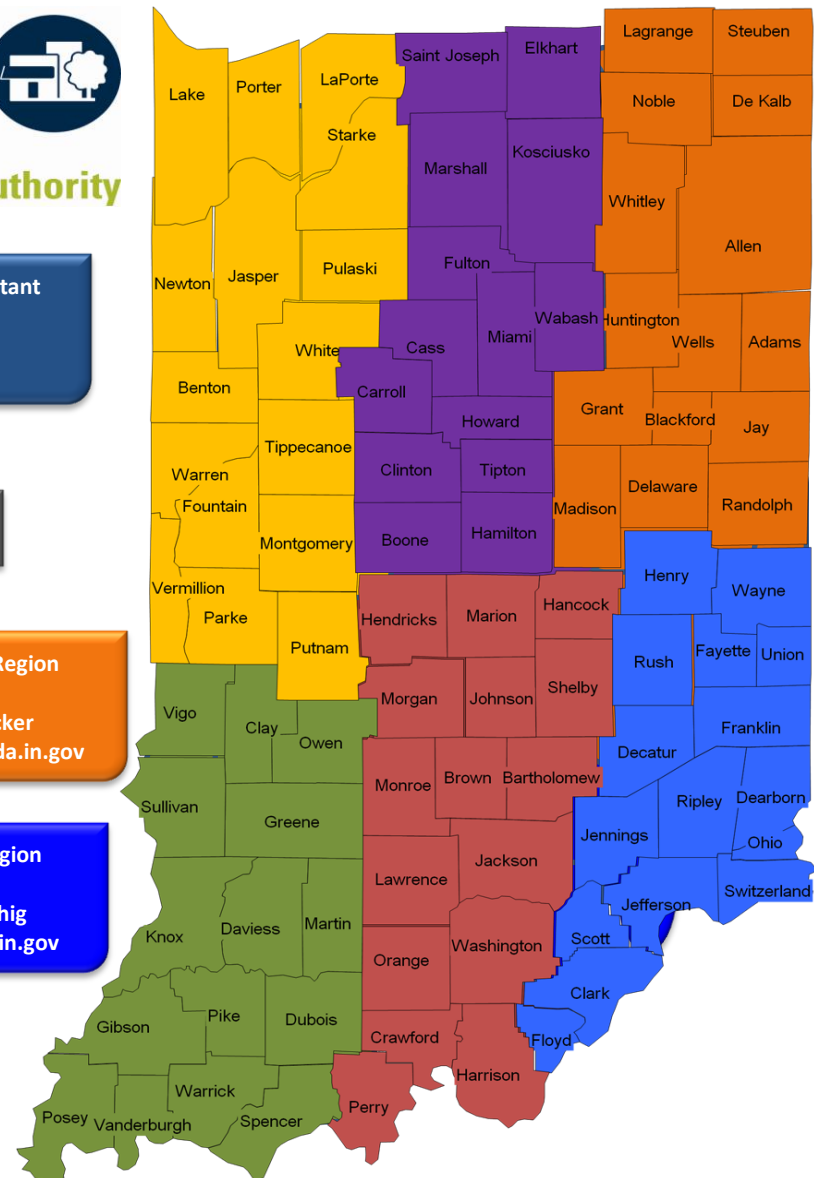 uthority
tant
Region
cker
da.in.gov
gion
hig
in.gov
Lake
Porter
LaPorte
Starke
Saint Joseph
Elkhart
Lagrange
Steuben
Noble
De Kalb
Marshall
Kosciusko
Whitley
Allen
Newton
Jasper
Pulaski
Fulton
White
Cass
Miami
Wabash
Huntington
Wells
Adams
Benton
Carroll
Howard
Grant
Blackford
Jay
Tippecanoe
Warren
Fountain
Clinton
Tipton
Madison
Delaware
Randolph
Montgomery
Boone
Hamilton
Vermillion
Parke
Putnam
Hendricks
Marion
Hancock
Henry
Wayne
Rush
Fayette
Union
Vigo
Clay
Owen
Morgan
Johnson
Shelby
Decatur
Franklin
Sullivan
Greene
Monroe
Brown
Bartholomew
Ripley
Dearborn
Jennings
Ohio
Lawrence
Jackson
Jefferson
Switzerland
Knox
Daviess
Martin
Orange
Washington
Scott
Clark
Gibson
Pike
Dubois
Crawford
Harrison
Floyd
Posey
Vanderburgh
Warrick
Spencer
Perry